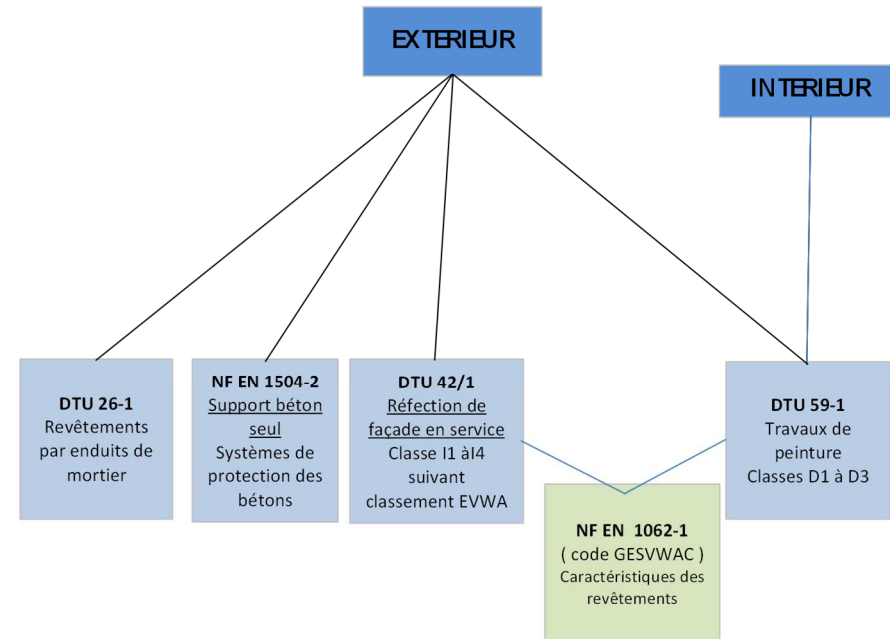 EXTERIEUR
INTERIEUR
DTU 26-1
Revêtements
par enduits de
mortier
NF EN 1504-2
Support béton
seul
Systèmes de
protection des
bétons
DTU 42/1
Réfection de
façade en service
Classe I1 àI4
suivant
classement EVWA
DTU 59-1
Travaux de
peinture
Classes D1 à D3
NF EN 1062-1
( code GESVWAC )
Caractéristiques des
revêtements